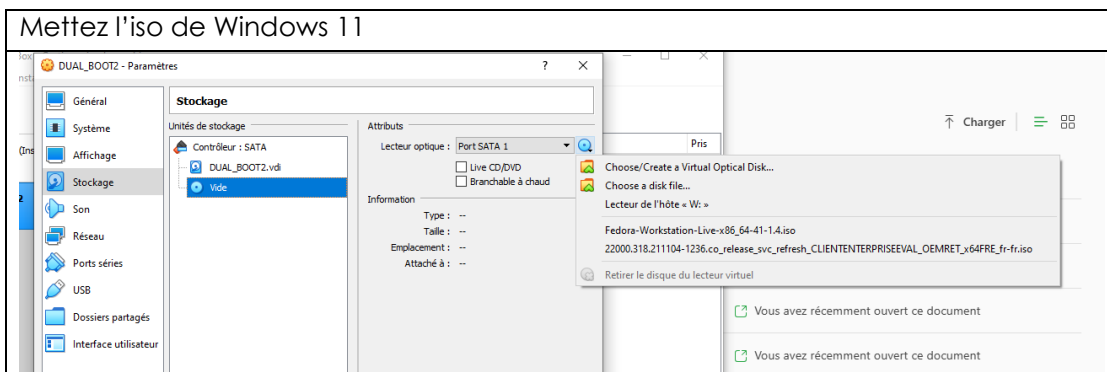 Mettez l’iso de Windows 11
DUAL_BOOT2 - Paramètres
?
Général
Système
Affichage
Stockage
Son
Réseau
Ports séries
USB
Dossiers partagés
Interface utilisateur
Stockage
Unités de stockage
Contrôleur : SATA
DUAL_BOOT2.vdi
Vide
Attributs
Lecteur optique : Port SATA 1
Live CD/DVD
Branchable à chaud
Information
Type : --
Taille : --
Emplacement : --
Attaché à : --
Pris
Choose/Create a Virtual Optical Disk...
Choose a disk file...
Lecteur de l'hôte « W: »
Fedora-Workstation-Live-x86_64-41-1.4.iso
22000.318.211104-1236.co_release_svc_refresh_CLIENTENTERPRISEEVAL_OEMRET_x64FRE_fr-fr.iso
Retirer le disque du lecteur virtuel
Charger
Vous avez récemment ouvert ce document
Vous avez récemment ouvert ce document